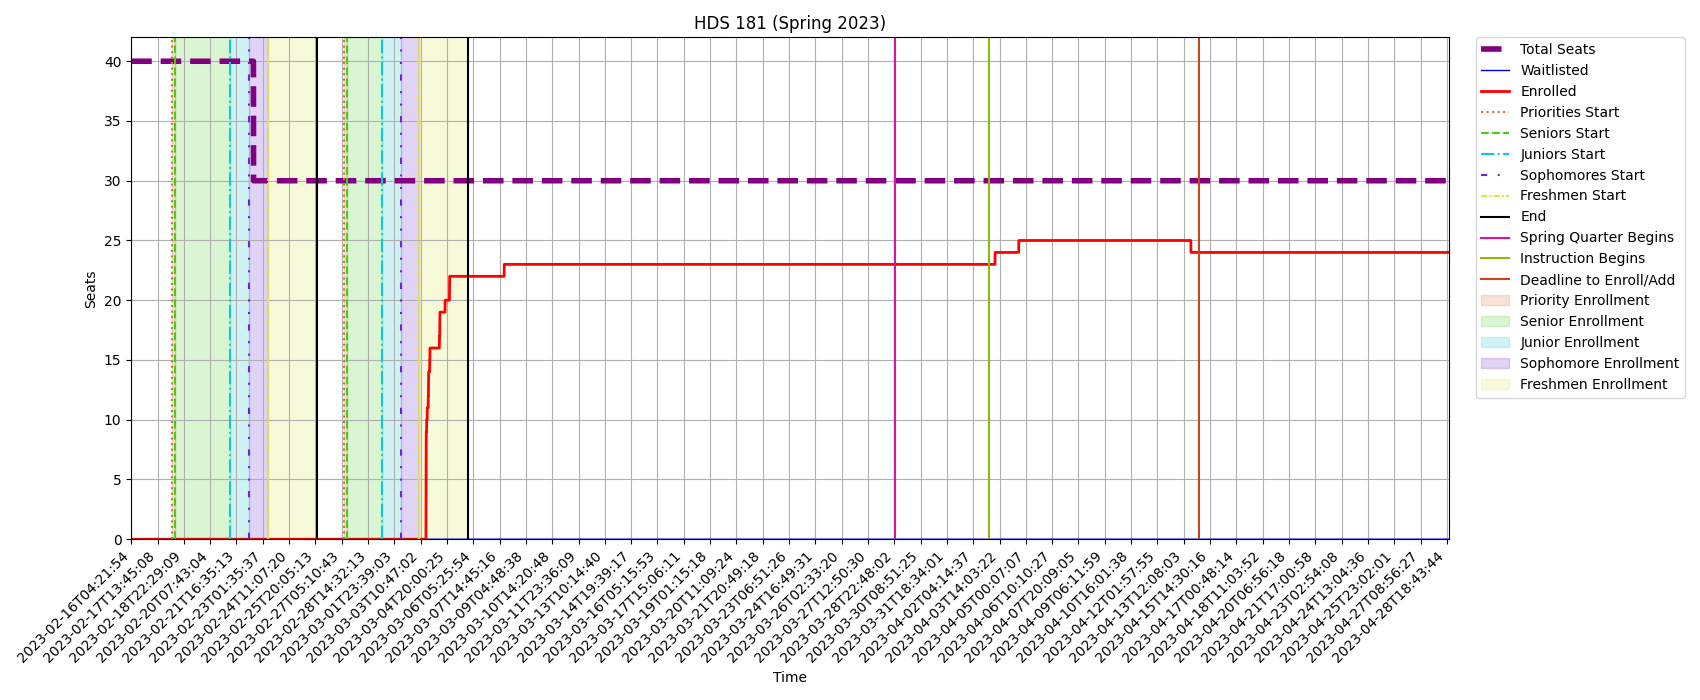 HDS 181 (Spring 2023)
40
35
30
25
20
15
10
5
0
Seats
2023-02-16T04:21:54
2023-02-17T13:45:08
2023-02-18T22:29:09
2023-02-20T07:43:04
2023-02-21T16:35:13
2023-02-23T01:35:37
2023-02-24T11:07:20
2023-02-25T20:05:13
2023-02-27T05:10:43
2023-02-28T14:32:13
2023-03-01T23:39:03
2023-03-03T10:47:02
2023-03-04T20:00:25
2023-03-06T05:25:54
2023-03-07T14:45:16
2023-03-09T04:48:38
2023-03-10T14:20:48
2023-03-11T23:36:09
2023-03-13T10:14:40
2023-03-14T19:39:17
2023-03-16T05:15:53
2023-03-17T15:06:11
2023-03-19T01:15:18
2023-03-20T11:09:24
2023-03-21T20:49:18
2023-03-23T06:51:26
2023-03-24T16:49:31
2023-03-26T02:33:20
2023-03-27T12:50:30
2023-03-28T22:48:02
2023-03-30T08:51:25
2023-03-31T18:34:01
2023-04-02T04:14:37
2023-04-03T14:03:22
2023-04-05T00:07:07
2023-04-06T10:10:27
2023-04-07T20:09:05
2023-04-09T06:11:59
2023-04-10T16:01:38
2023-04-12T01:57:55
2023-04-13T12:08:03
2023-04-15T14:30:16
2023-04-17T00:48:14
2023-04-18T11:03:52
2023-04-20T06:56:18
2023-04-21T17:00:58
2023-04-23T02:54:08
2023-04-24T13:04:36
2023-04-25T23:02:01
2023-04-27T08:56:27
2023-04-28T18:43:44
Time
Total Seats
Waitlisted
Enrolled
Priorities Start
Seniors Start
Juniors Start
Sophomores Start
Freshmen Start
End
Spring Quarter Begins
Instruction Begins
Deadline to Enroll/Add
Priority Enrollment
Senior Enrollment
Junior Enrollment
Sophomore Enrollment
Freshmen Enrollment